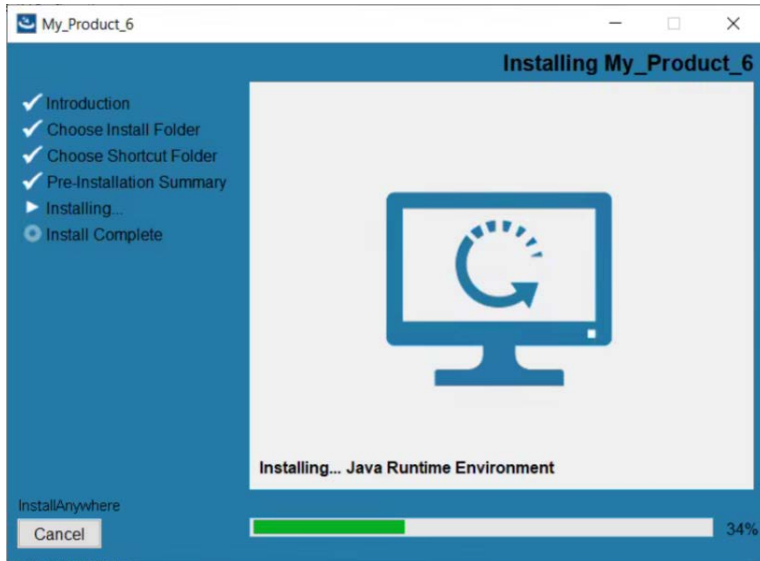 My_Product_6
Installing My_Product_6
Introduction
Choose Install Folder
Choose Shortcut Folder
Pre-Installation Summary
Installing...
Install Complete
Installing... Java Runtime Environment
InstallAnywhere
Cancel
34%